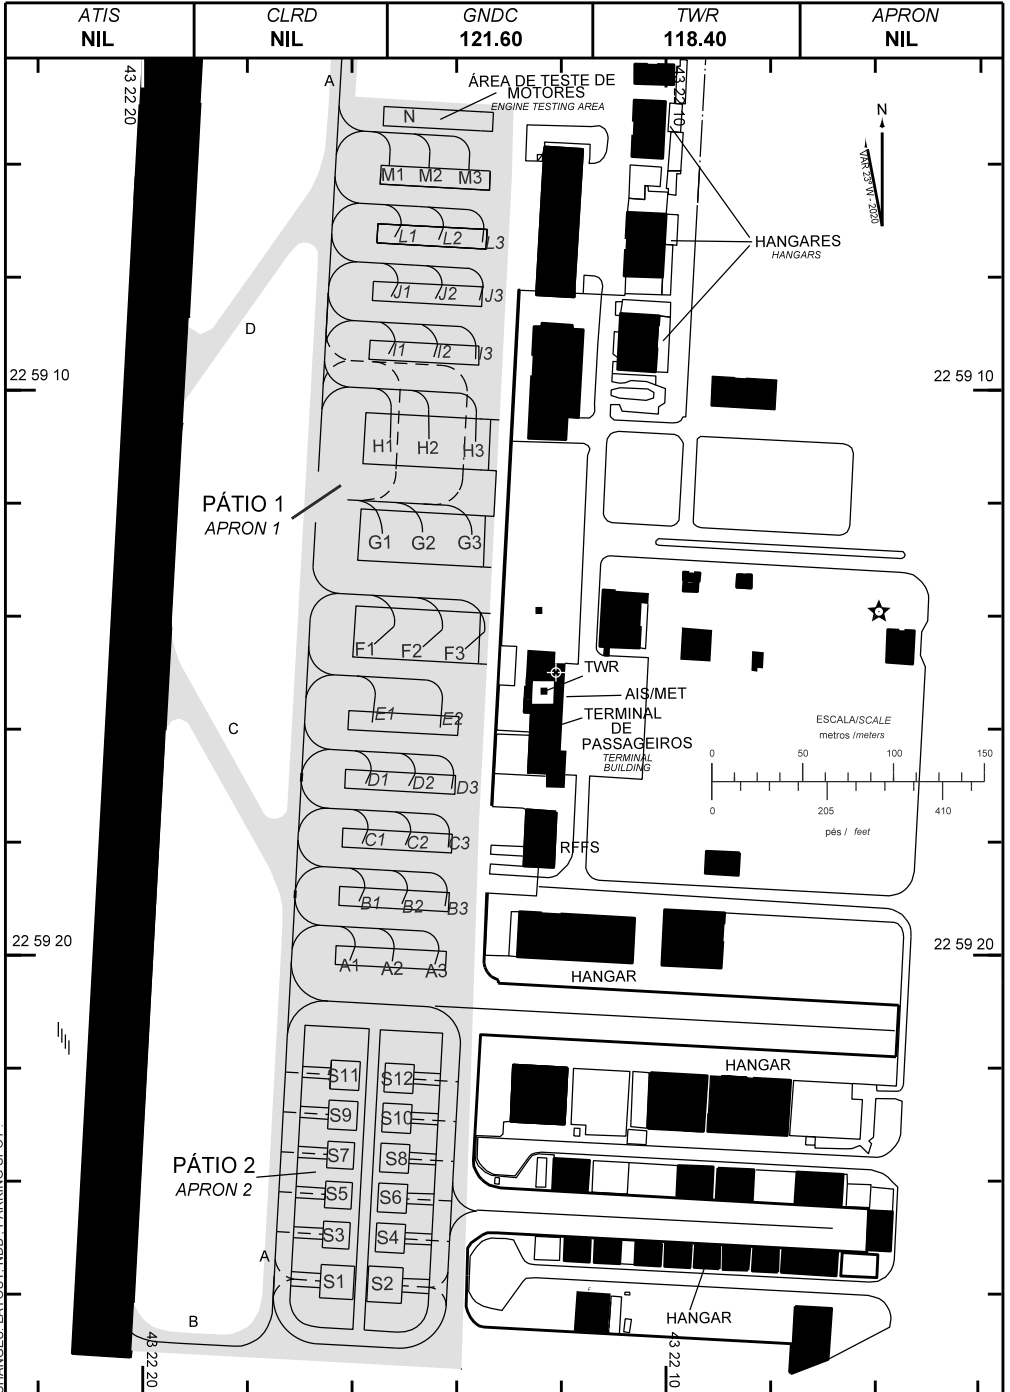 ATIS
NIL
CLRD
NIL
GNDC
121.60
TWR
118.40
APRON
NIL
43 22 20
A
ÁREA DE TESTE DE
MOTORES
ENGINE TESTING AREA
N
43 22 10
N
VAR 23º W - 2020
M1 M2 M3
L1 L2 L3
HANGARES
HANGARS
J1 J2 J3
D
I1 I2 I3
22 59 10
22 59 10
H1 H2 H3
PÁTIO 1
APRON 1
G1 G2 G3
F1 F2 F3
TWR
AIS/MET
TERMINAL
DE
PASSAGEIROS
TERMINAL
BUILDING
E1 E2
C
ESCALA/SCALE
metros /meters
0 50 100 150
0 205 410
pés / feet
D1 D2 D3
C1 C2 C3
RFFS
B1 B2 B3
22 59 20
22 59 20
A1 A2 A3
HANGAR
HANGAR
S11 S12
S9 S10
S7 S8
PÁTIO 2
APRON 2
S5 S6
S3 S4
A
S1 S2
F
B
HANGAR
43 22 20
43 22 10